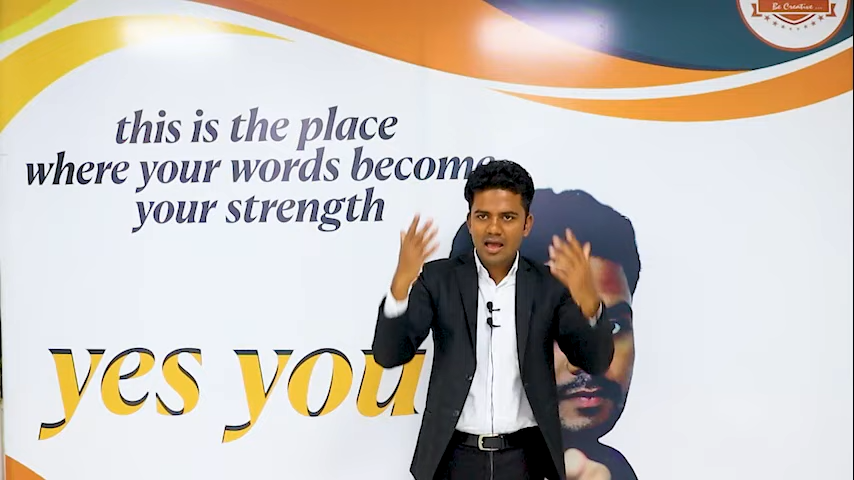 Be Creative ...
this is the place
where your words become
your strength
yes you